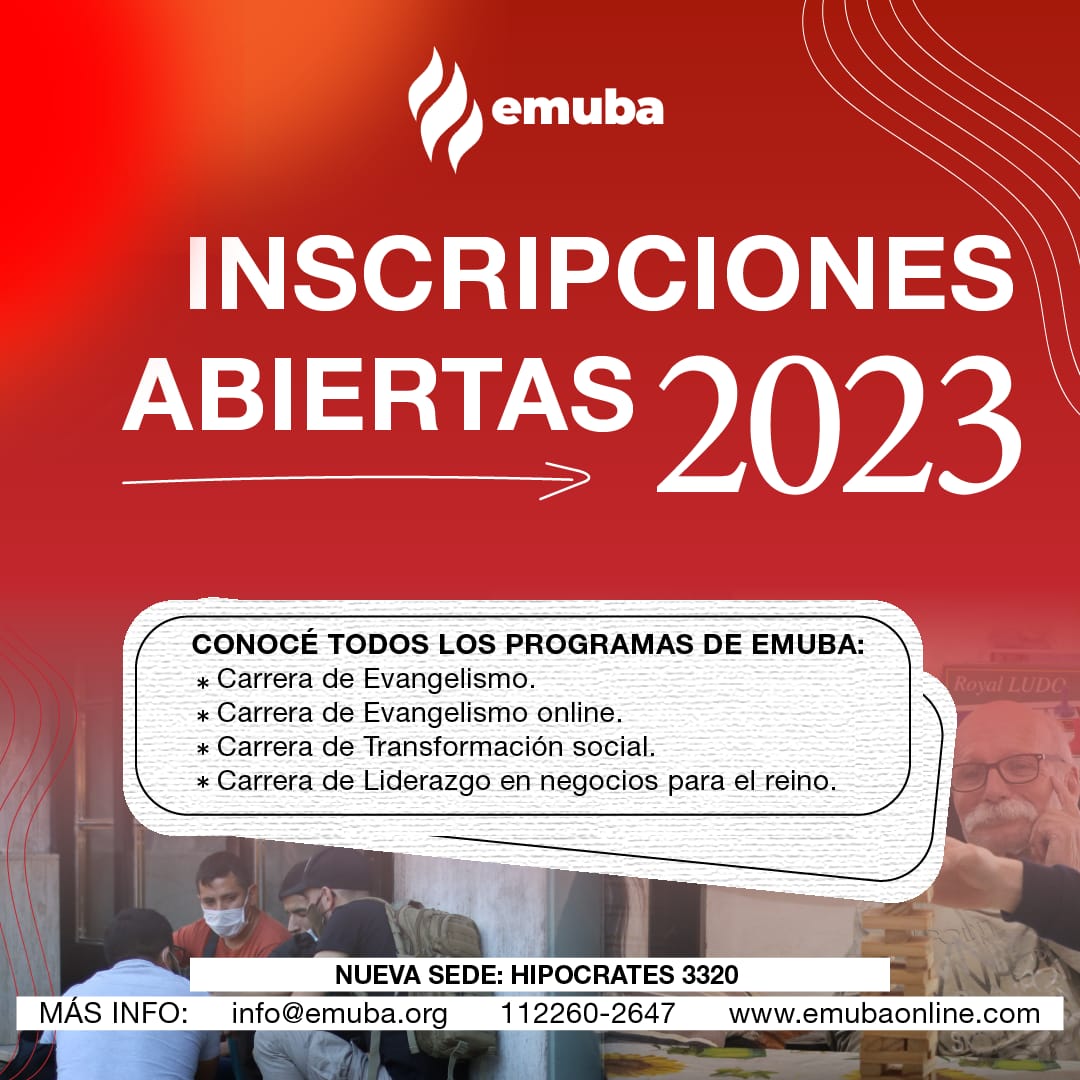 emuba
INSCRIPCIONES
ABIERTAS 2023
CONOCÉ TODOS LOS PROGRAMAS DE EMUBA:
* Carrera de Evangelismo.
* Carrera de Evangelismo online.
* Carrera de Transformación social.
* Carrera de Liderazgo en negocios para el reino.
Royal LUDO
NUEVA SEDE: HIPOCRATES 3320
MÁS INFO: info@emuba.org 112260-2647 www.emubaonline.com